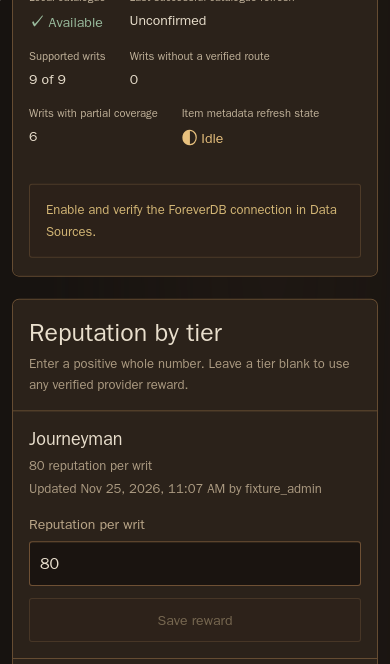 ✓ Available
Unconfirmed
Supported writs
Writs without a verified route
9 of 9
0
Writs with partial coverage
Item metadata refresh state
6
Idle
Enable and verify the ForeverDB connection in Data
Sources.
Reputation by tier
Enter a positive whole number. Leave a tier blank to use
any verified provider reward.
Journeyman
80 reputation per writ
Updated Nov 25, 2026, 11:07 AM by fixture_admin
Reputation per writ
80
Save reward